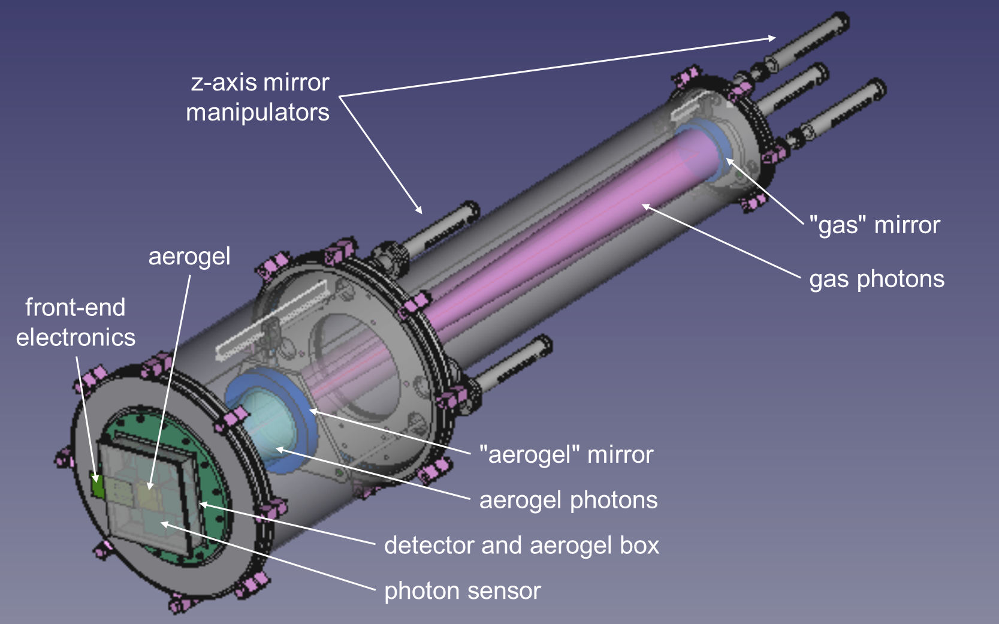 z-axis mirror
manipulators
aerogel
front-end
electronics
"gas" mirror
gas photons
"aerogel" mirror
aerogel photons
detector and aerogel box
photon sensor